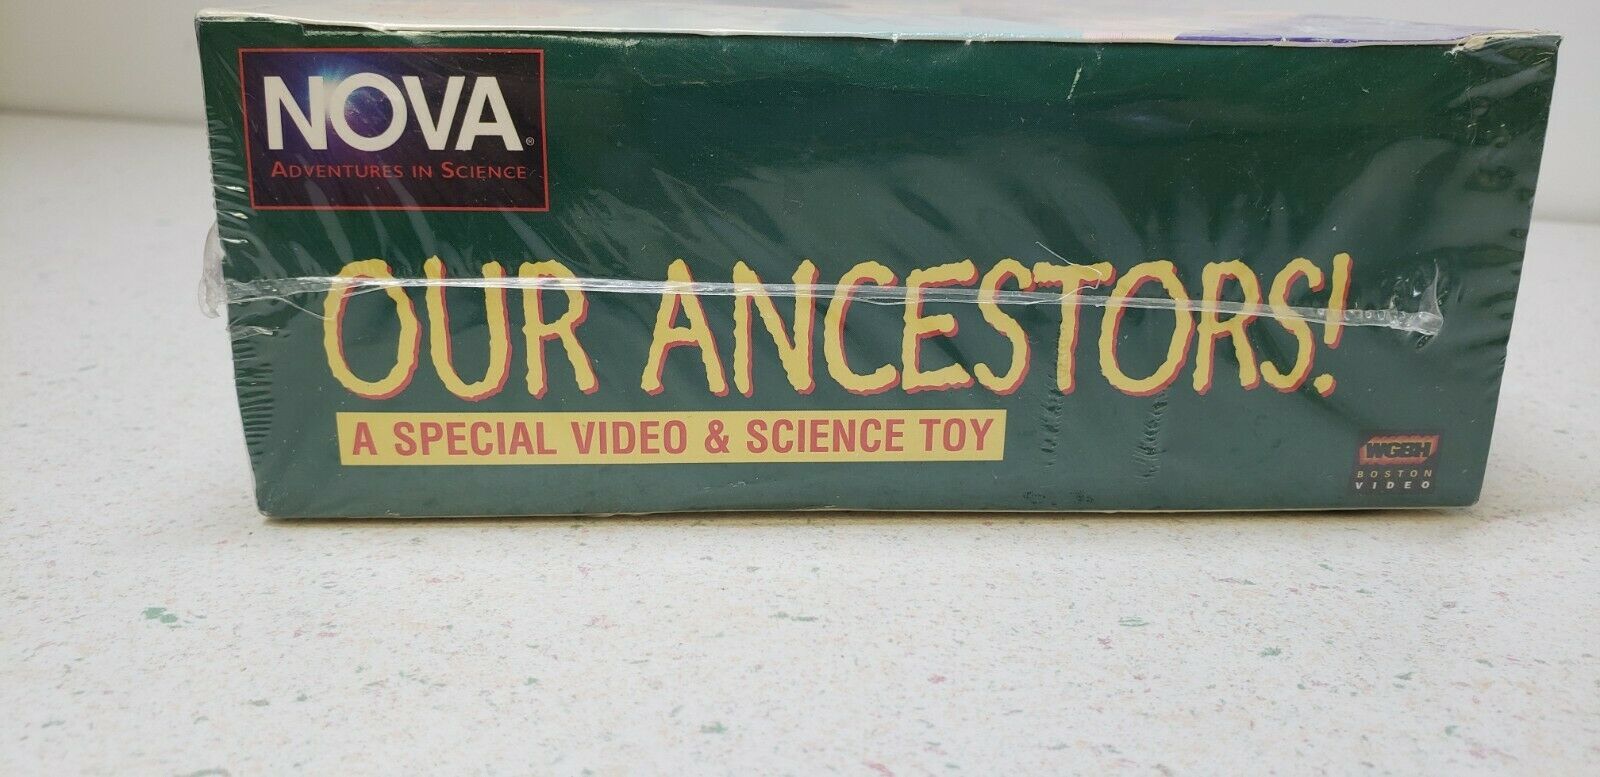 NOVA®
ADVENTURES IN SCIENCE
OUR ANCESTORS!
A SPECIAL VIDEO & SCIENCE TOY
WGBH
BOSTON
VIDEO